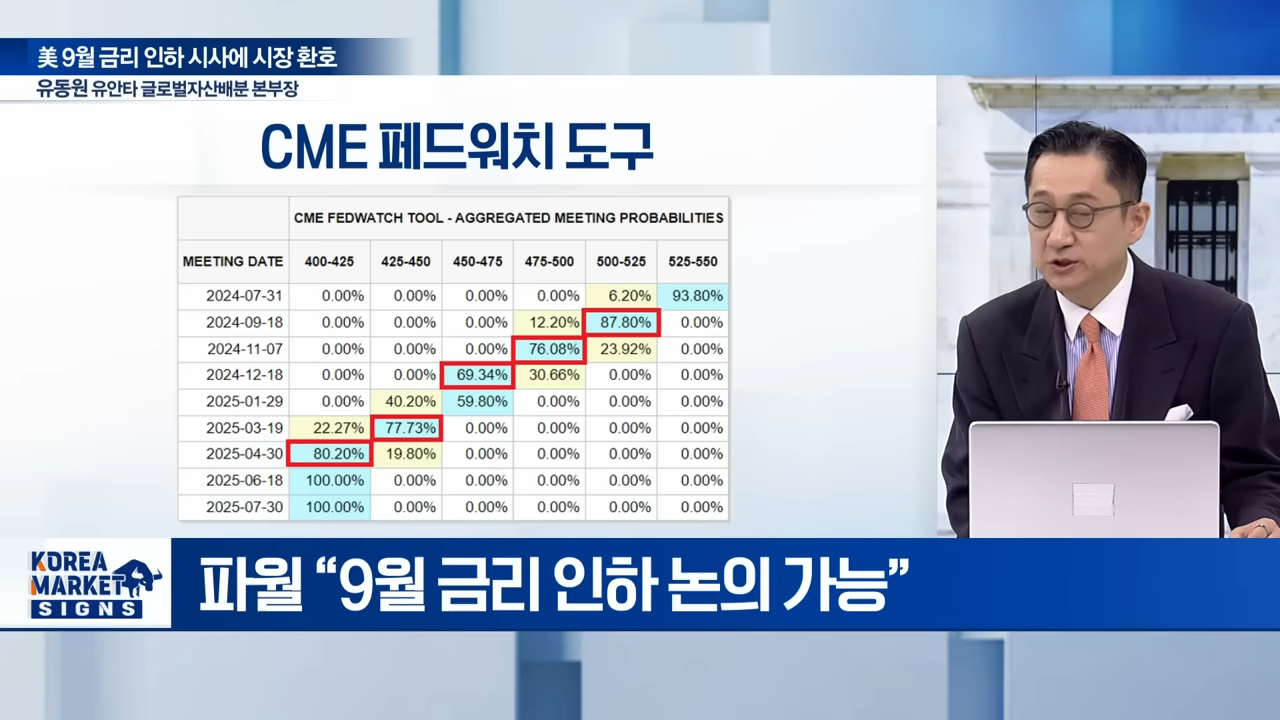 美 9월 금리 인하 시사에 시장 환호
유동원 유안타 글로벌자산배분 본부장
CME 페드워치 도구
CME FEDWATCH TOOL - AGGREGATED MEETING PROBABILITIES
MEETING DATE 400-425 425-450 450-475 475-500 500-525 525-550
2024-07-31 0.00% 0.00% 0.00% 0.00% 6.20% 93.80%
2024-09-18 0.00% 0.00% 0.00% 12.20% 87.80% 0.00%
2024-11-07 0.00% 0.00% 0.00% 76.08% 23.92% 0.00%
2024-12-18 0.00% 0.00% 69.34% 30.66% 0.00% 0.00%
2025-01-29 0.00% 40.20% 59.80% 0.00% 0.00% 0.00%
2025-03-19 22.27% 77.73% 0.00% 0.00% 0.00% 0.00%
2025-04-30 80.20% 19.80% 0.00% 0.00% 0.00% 0.00%
2025-06-18 100.00% 0.00% 0.00% 0.00% 0.00% 0.00%
2025-07-30 100.00% 0.00% 0.00% 0.00% 0.00% 0.00%
KOREA
MARKET
SIGNS
파월 “9월 금리 인하 논의 가능”